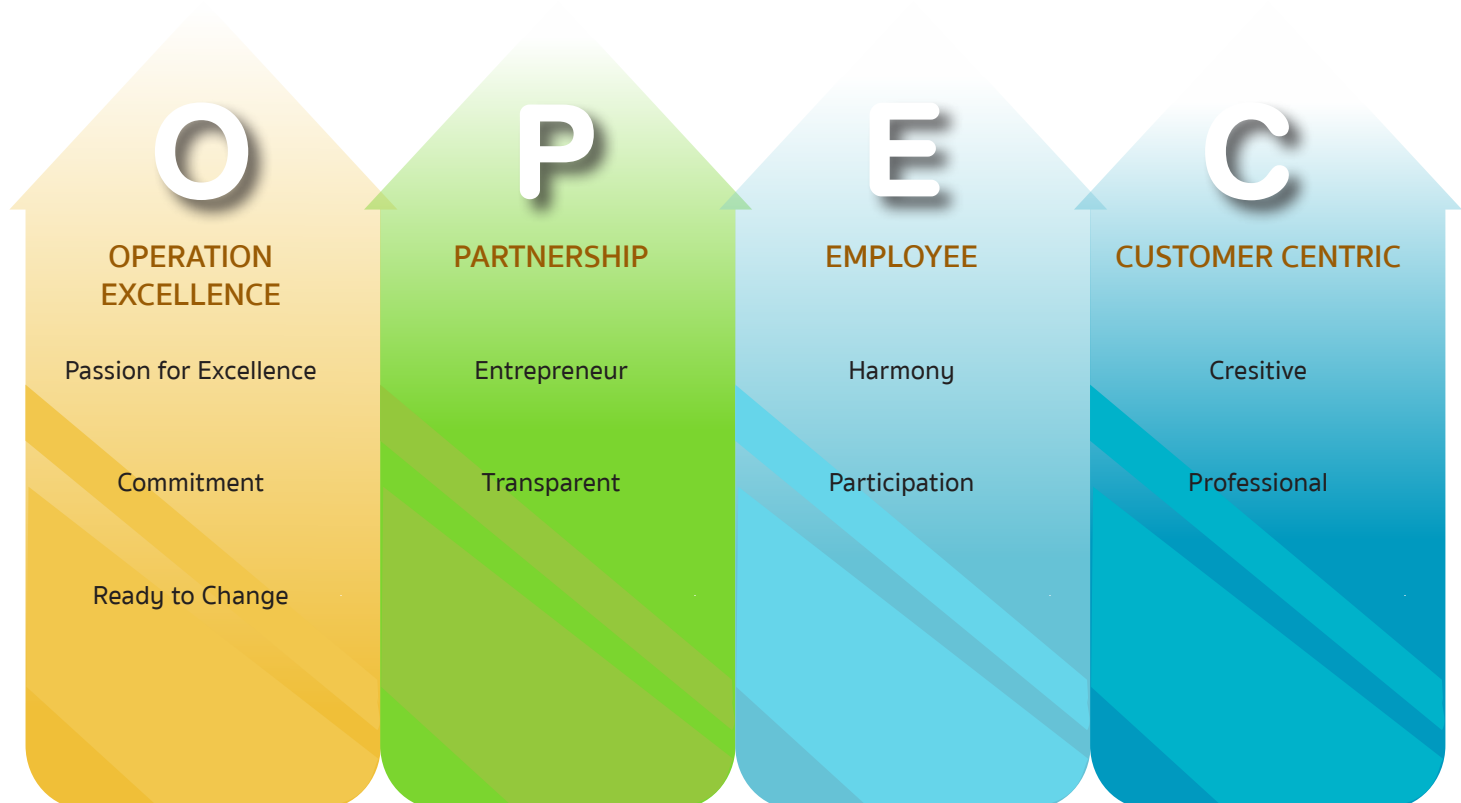 O
OPERATION
EXCELLENCE
Passion for Excellence
Commitment
Ready to Change
P
PARTNERSHIP
Entrepreneur
Transparent
E
EMPLOYEE
Harmony
Participation
C
CUSTOMER CENTRIC
Cresitive
Professional